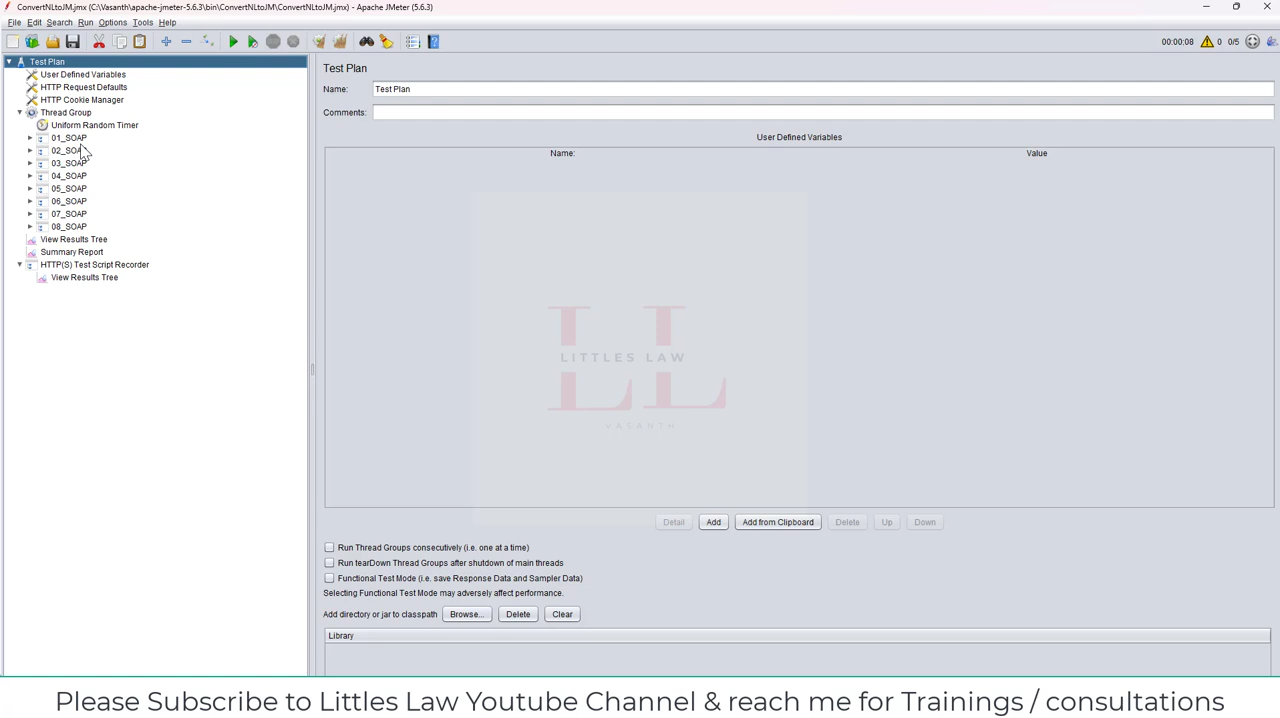 ConvertNLtoJM.jmx (C:\Vasanth\apache-jmeter-5.6.3\bin\ConvertNLtoJM\ConvertNLtoJM.jmx) - Apache JMeter (5.6.3)
File Edit Search Run Options Tools Help
00:00:08 0 0/5
Test Plan
User Defined Variables
HTTP Request Defaults
HTTP Cookie Manager
Thread Group
Uniform Random Timer
01_SOAP
02_SOAP
03_SOAP
04_SOAP
05_SOAP
06_SOAP
07_SOAP
08_SOAP
View Results Tree
Summary Report
HTTP(S) Test Script Recorder
View Results Tree
Test Plan
Name: Test Plan
Comments:
User Defined Variables
Name: Value
LL
LITTLES LAW
VASANTH
Detail Add Add from Clipboard Delete Up Down
Run Thread Groups consecutively (i.e. one at a time)
Run tearDown Thread Groups after shutdown of main threads
Functional Test Mode (i.e. save Response Data and Sampler Data)
Selecting Functional Test Mode may adversely affect performance.
Add directory or jar to classpath Browse... Delete Clear
Library
Please Subscribe to Littles Law Youtube Channel & reach me for Trainings / consultations